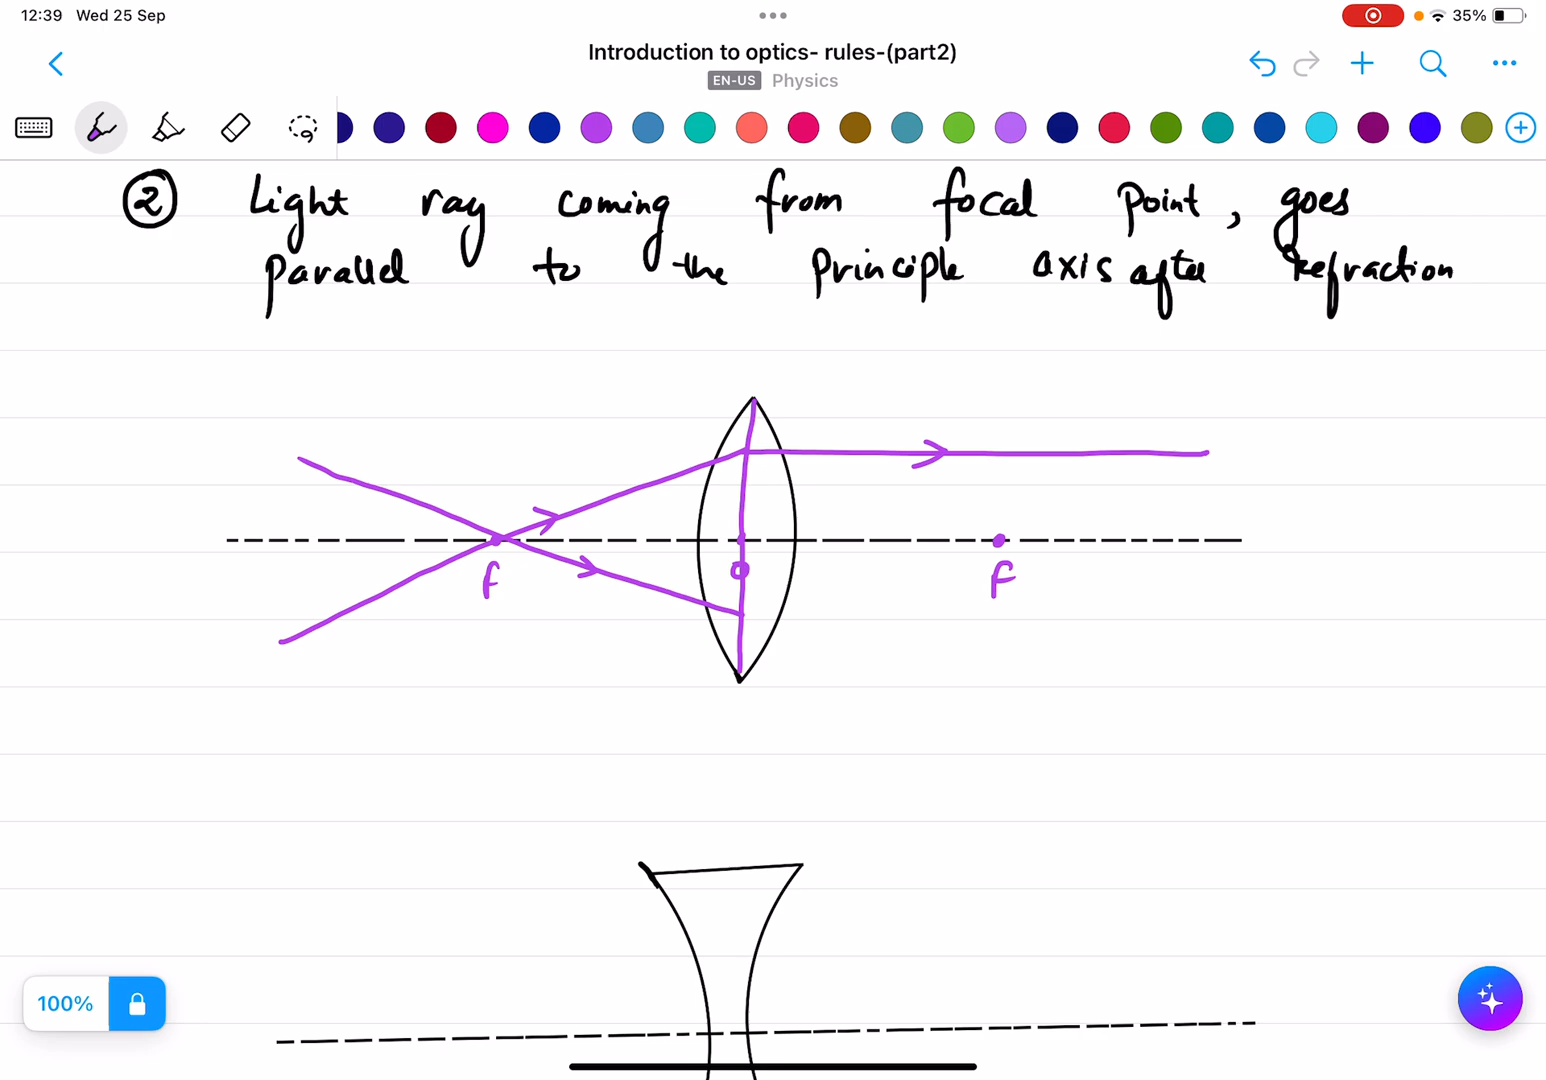 12:39 Wed 25 Sep
35%
Introduction to optics- rules-(part2)
EN-US Physics
② Light ray coming from focal point, goes
parallel to the principle axis after refraction
f
o
F
100%